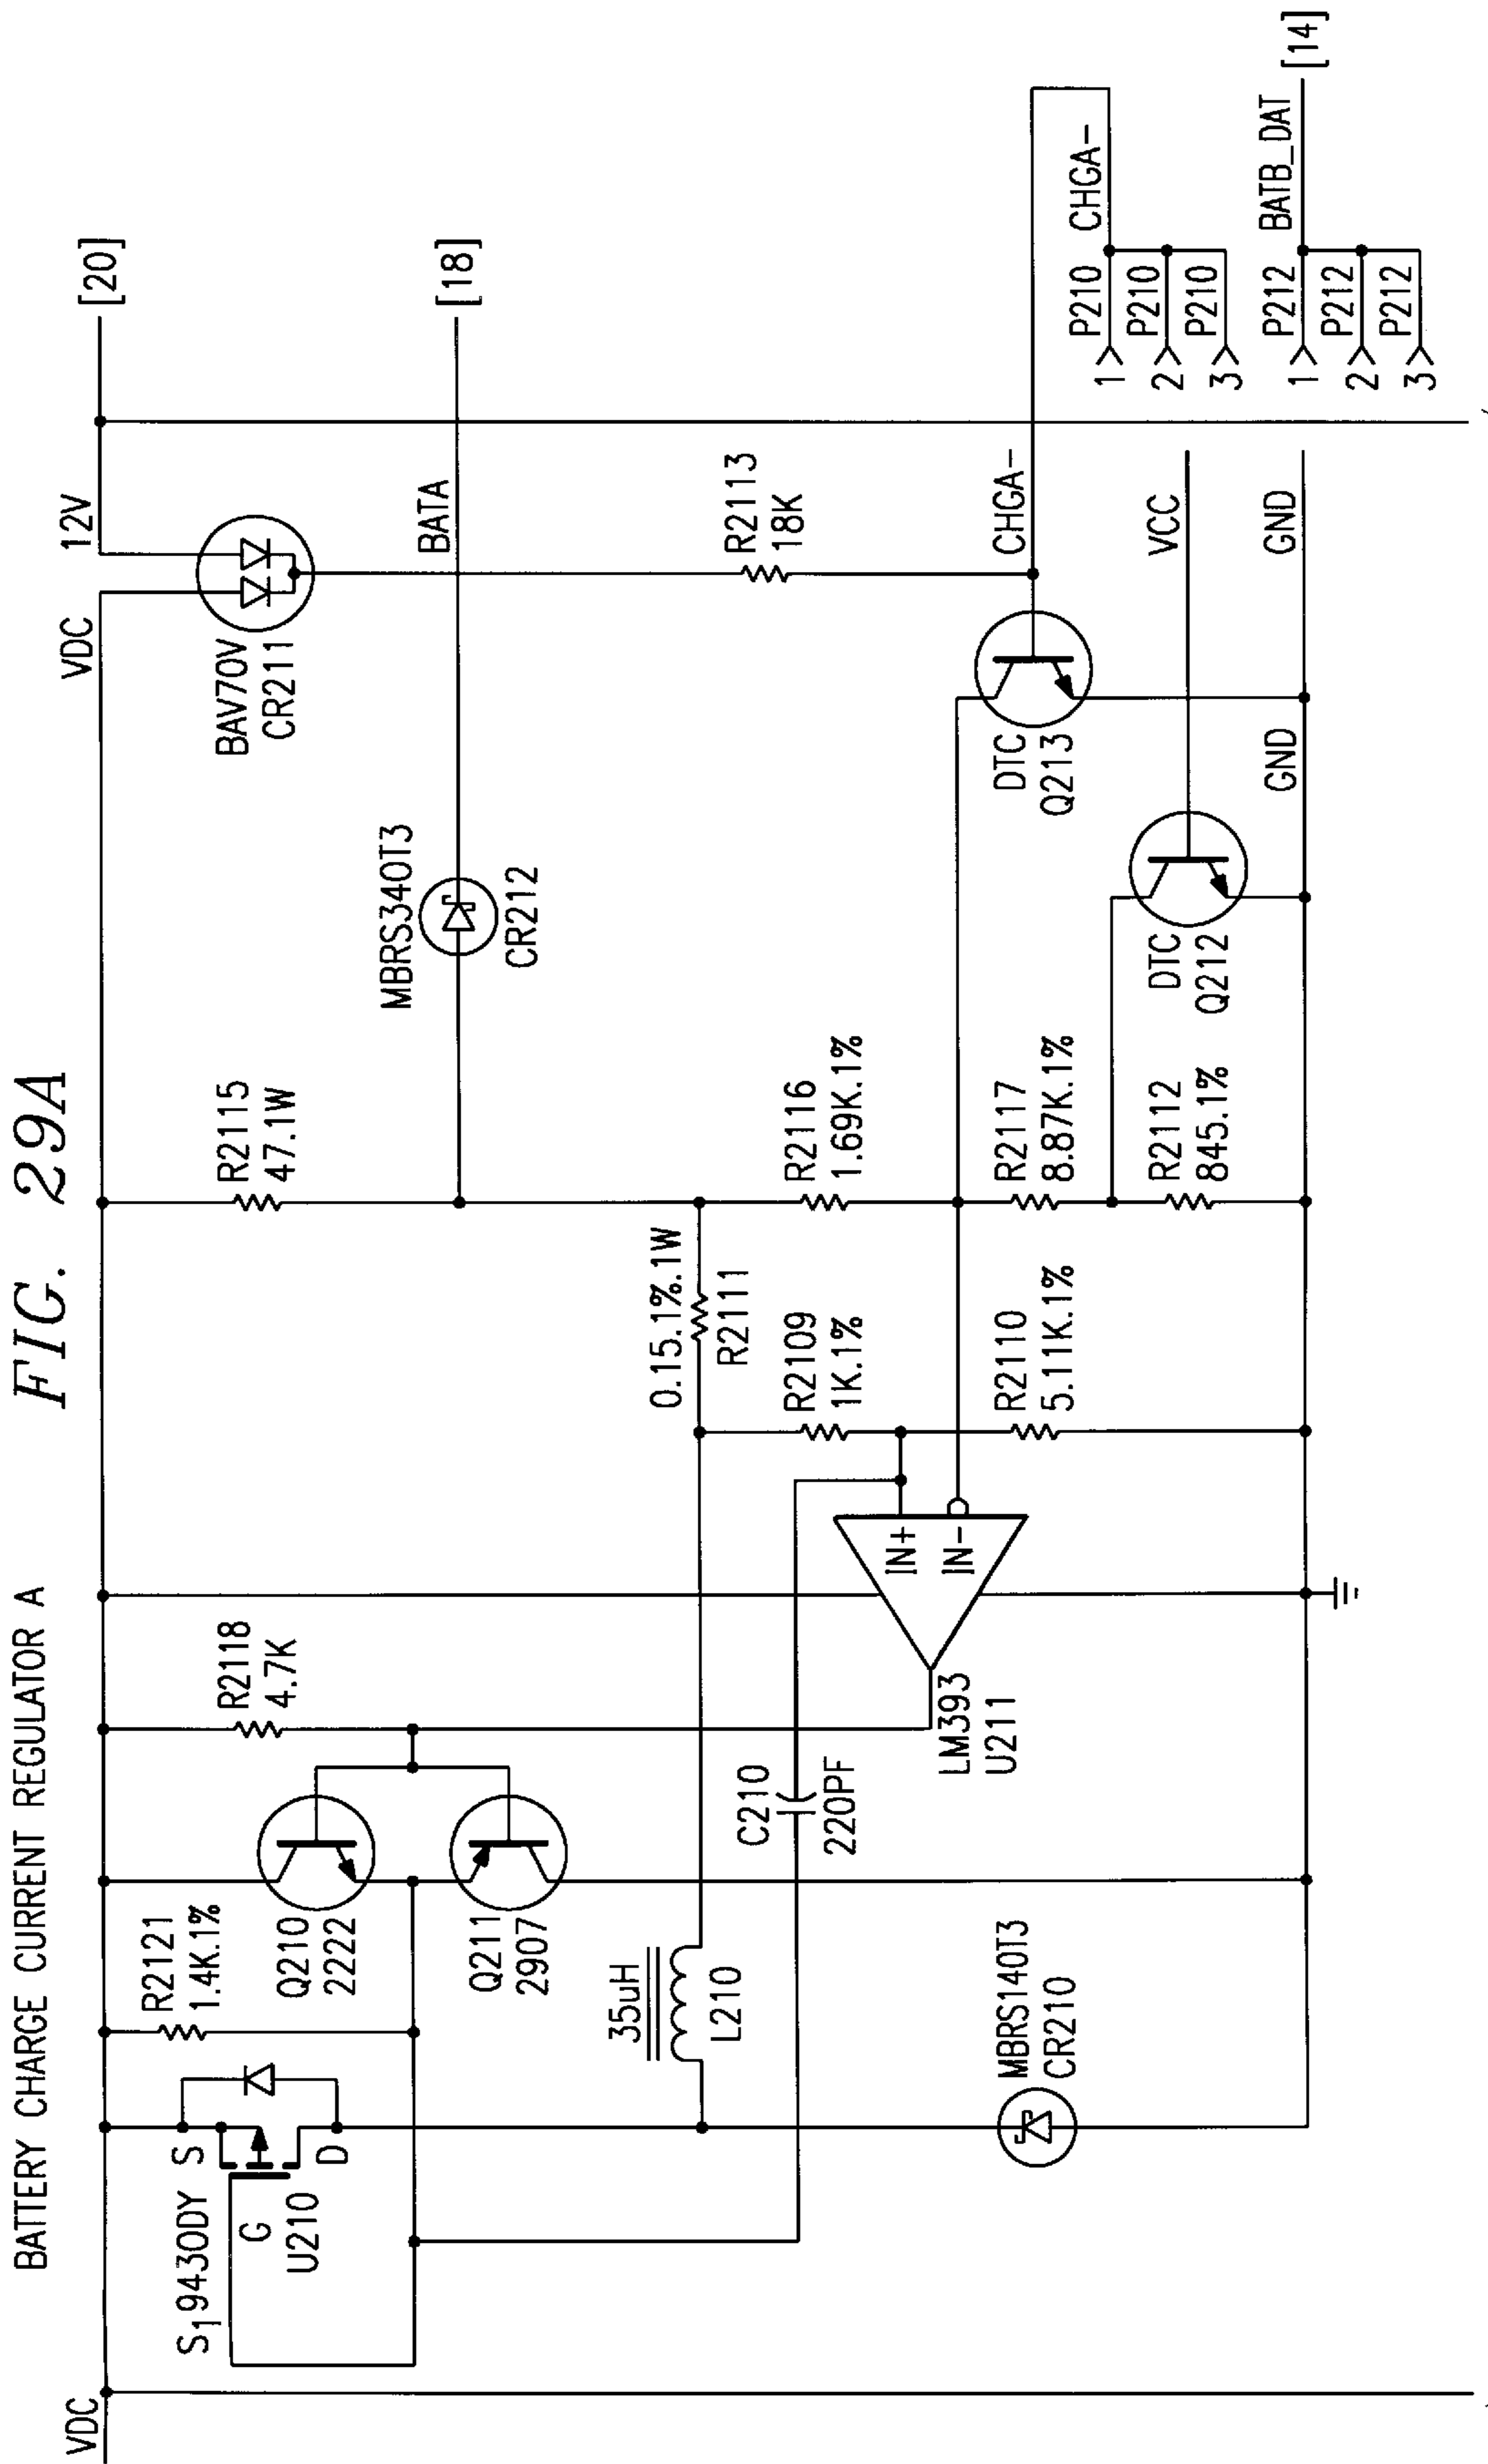 FIG. 29A
BATTERY CHARGE CURRENT REGULATOR A
VDC
S1 9430DY
G
U210
S
D
R2121
1.4K.1%
Q210
2222
Q211
2907
R2118
4.7K
35uH
L210
MBRS140T3
CR210
C210
220PF
LM393
U211
IN+
IN-
0.15.1%.1W
R2111
R2109
1K.1%
R2110
5.11K.1%
R2115
47.1W
R2116
1.69K.1%
R2117
8.87K.1%
R2112
845.1%
MBRS340T3
CR212
DTC
Q212
DTC
Q213
GND
VDC
BAV70V
CR211
12V
BATA
R2113
18K
CHGA-
VCC
GND
[20]
[18]
1
P210
CHGA-
2
P210
3
P210
1
P212
BATB_DAT
[14]
2
P212
3
P212